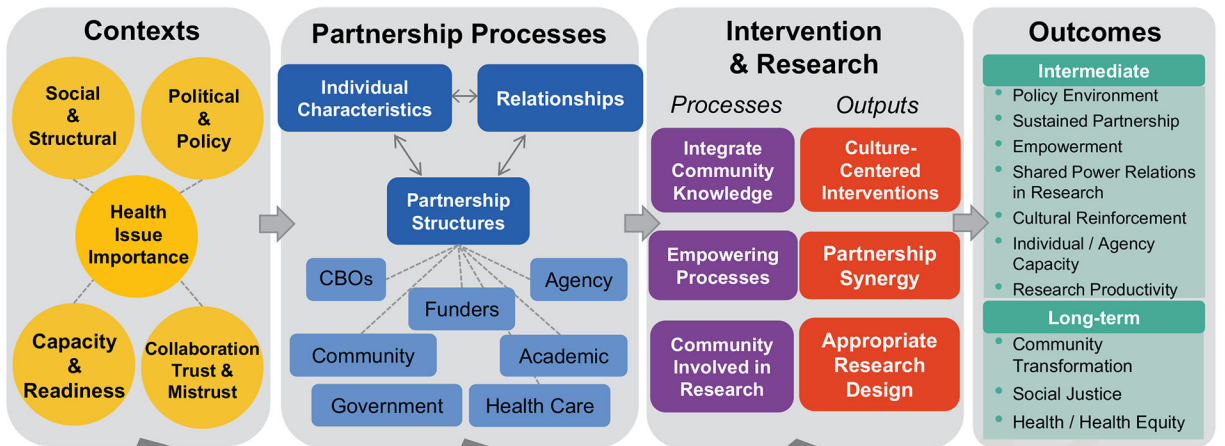 Contexts
Social
&
Structural
Political
&
Policy
Health
Issue
Importance
Capacity
&
Readiness
Collaboration
Trust &
Mistrust
Partnership Processes
Individual
Characteristics
Relationships
Partnership
Structures
CBOs
Agency
Funders
Community
Academic
Government
Health Care
Intervention
& Research
Processes
Outputs
Integrate
Community
Knowledge
Culture-
Centered
Interventions
Empowering
Processes
Partnership
Synergy
Community
Involved in
Research
Appropriate
Research
Design
Outcomes
Intermediate
• Policy Environment
• Sustained Partnership
• Empowerment
• Shared Power Relations
in Research
• Cultural Reinforcement
• Individual / Agency
Capacity
• Research Productivity
Long-term
• Community
Transformation
• Social Justice
• Health / Health Equity